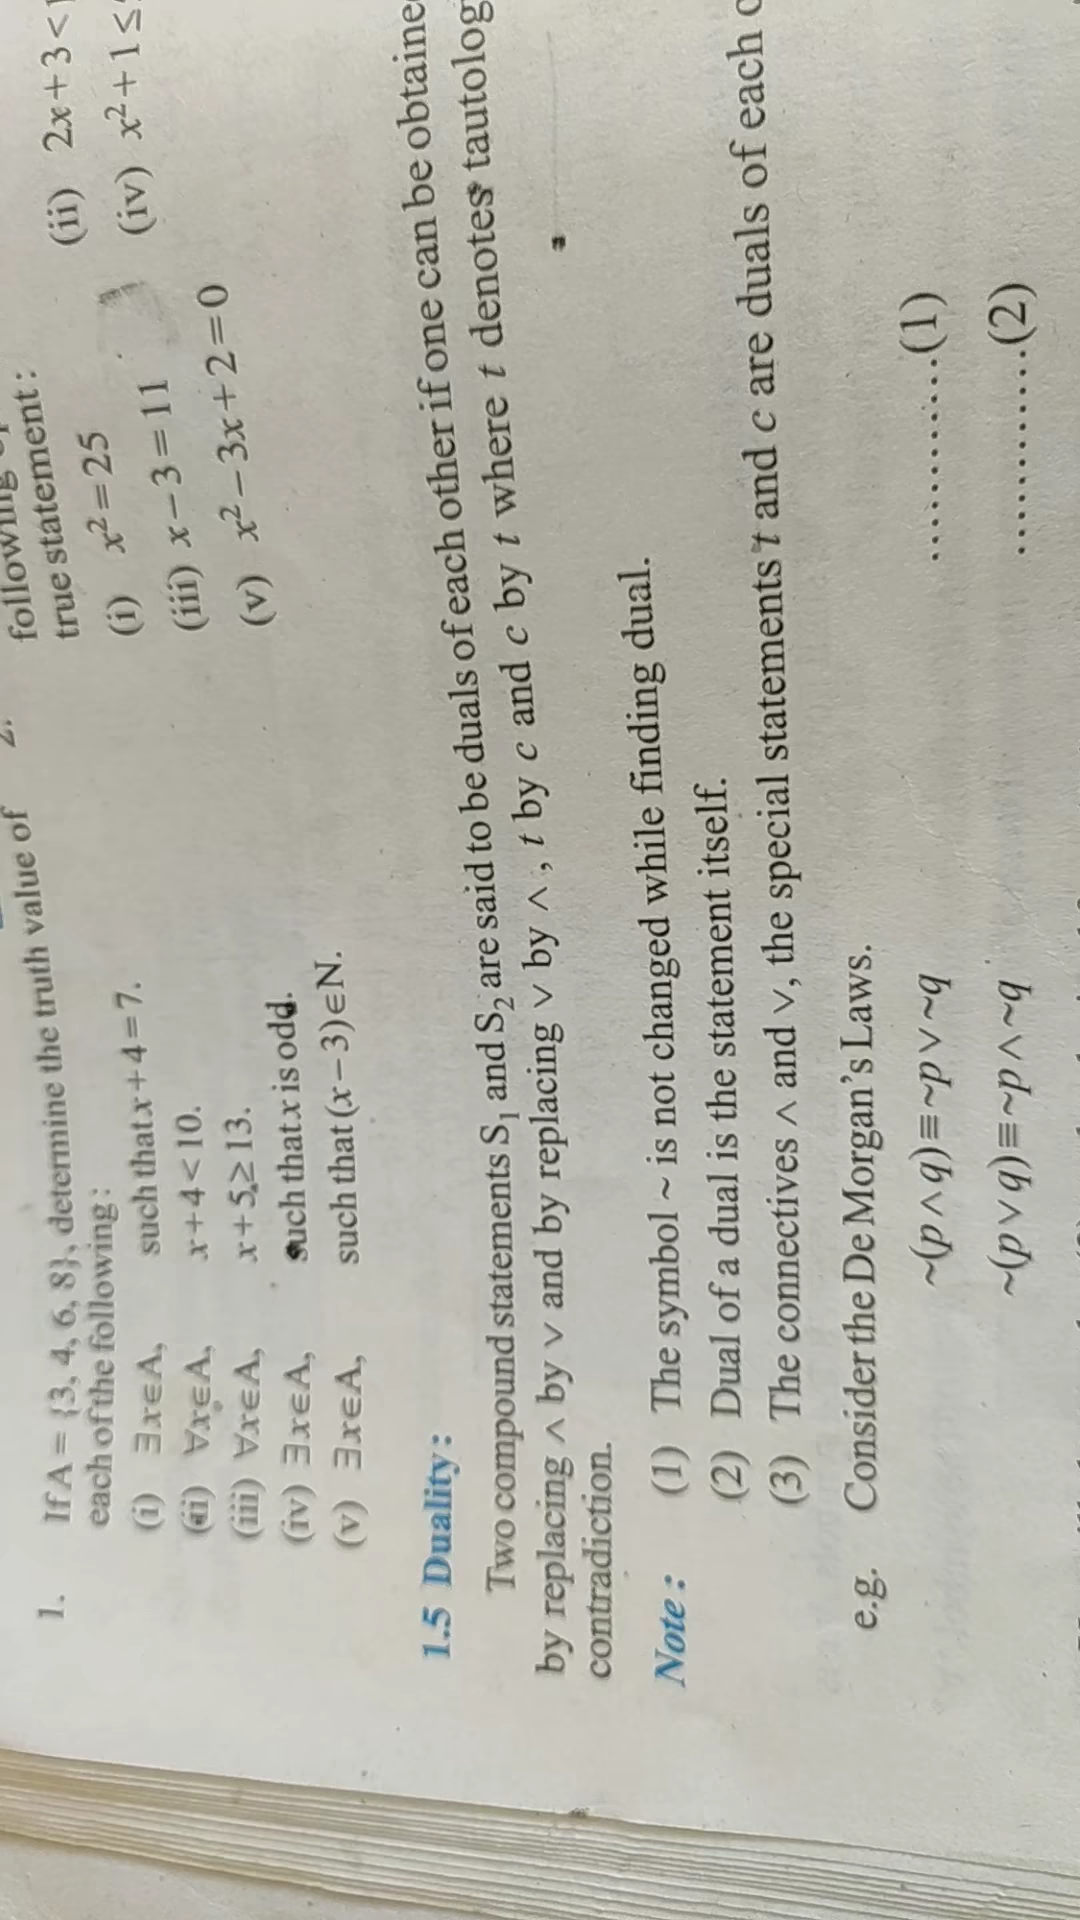 1. If A = {3, 4, 6, 8}, determine the truth value of
each of the following:
(i) ∃x∈A, such that x+4=7.
(ii) ∀x∈A, x+4<10.
(iii) ∀x∈A, x+5≥13.
(iv) ∃x∈A, such that x is odd.
(v) ∃x∈A, such that (x−3)∈N.
2. following
true statement:
(i) x²=25 (ii) 2x+3<
(iii) x−3=11 (iv) x²+1≤
(v) x²−3x+2=0
1.5 Duality:
Two compound statements S₁ and S₂ are said to be duals of each other if one can be obtaine
by replacing ∧ by ∨ and by replacing ∨ by ∧, t by c and c by t where t denotes tautolog
contradiction.
Note: (1) The symbol ~ is not changed while finding dual.
(2) Dual of a dual is the statement itself.
(3) The connectives ∧ and ∨, the special statements t and c are duals of each
e.g. Consider the De Morgan's Laws.
~(p∧q)≡~p∨~q ............(1)
~(p∨q)≡~p∧~q ............(2)